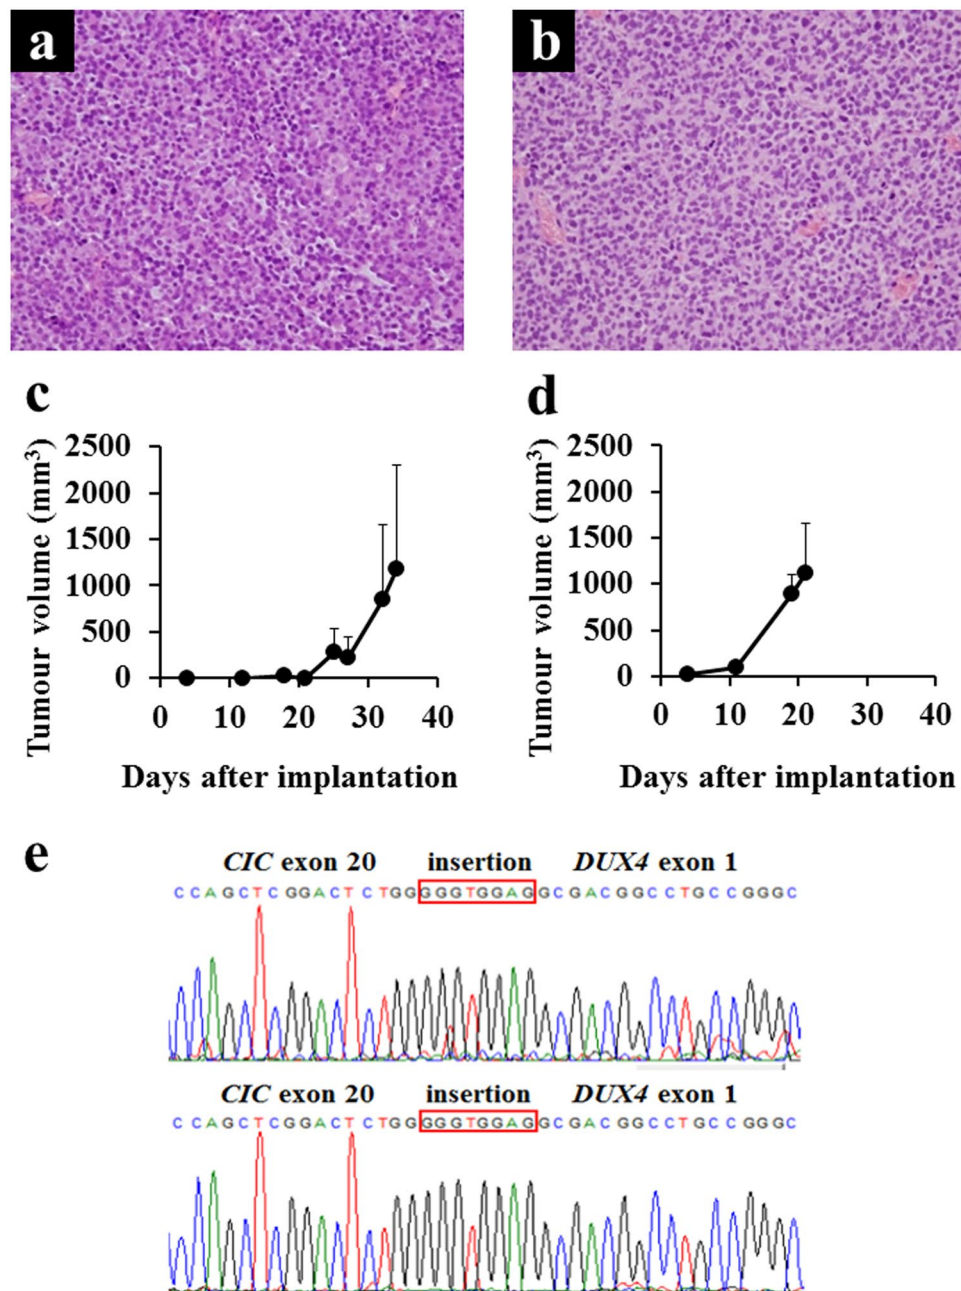 a
b
c
d
2500
2000
1500
1000
500
0
Tumour volume (mm³)
0 10 20 30 40
Days after implantation
2500
2000
1500
1000
500
0
Tumour volume (mm³)
0 10 20 30 40
Days after implantation
e
CIC exon 20 insertion DUX4 exon 1
CCAGCTCGGACTCTGGGGGTGGAGGCGACGGCCTGCCGGGC
CIC exon 20 insertion DUX4 exon 1
CCAGCTCGGACTCTGGGGGTGGAGGCGACGGCCTGCCGGGC